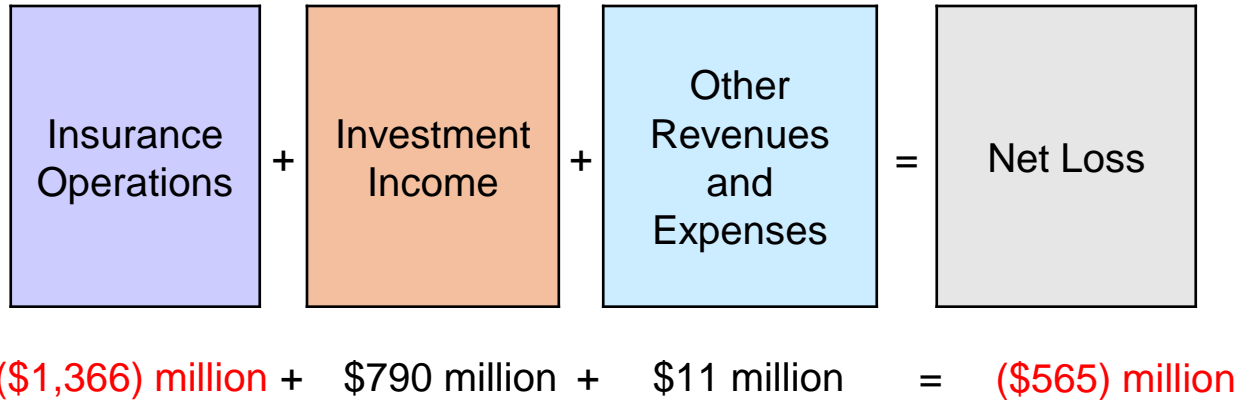 Insurance
Operations
+
Investment
Income
+
Other
Revenues
and
Expenses
=
Net Loss
($1,366) million + $790 million + $11 million = ($565) million